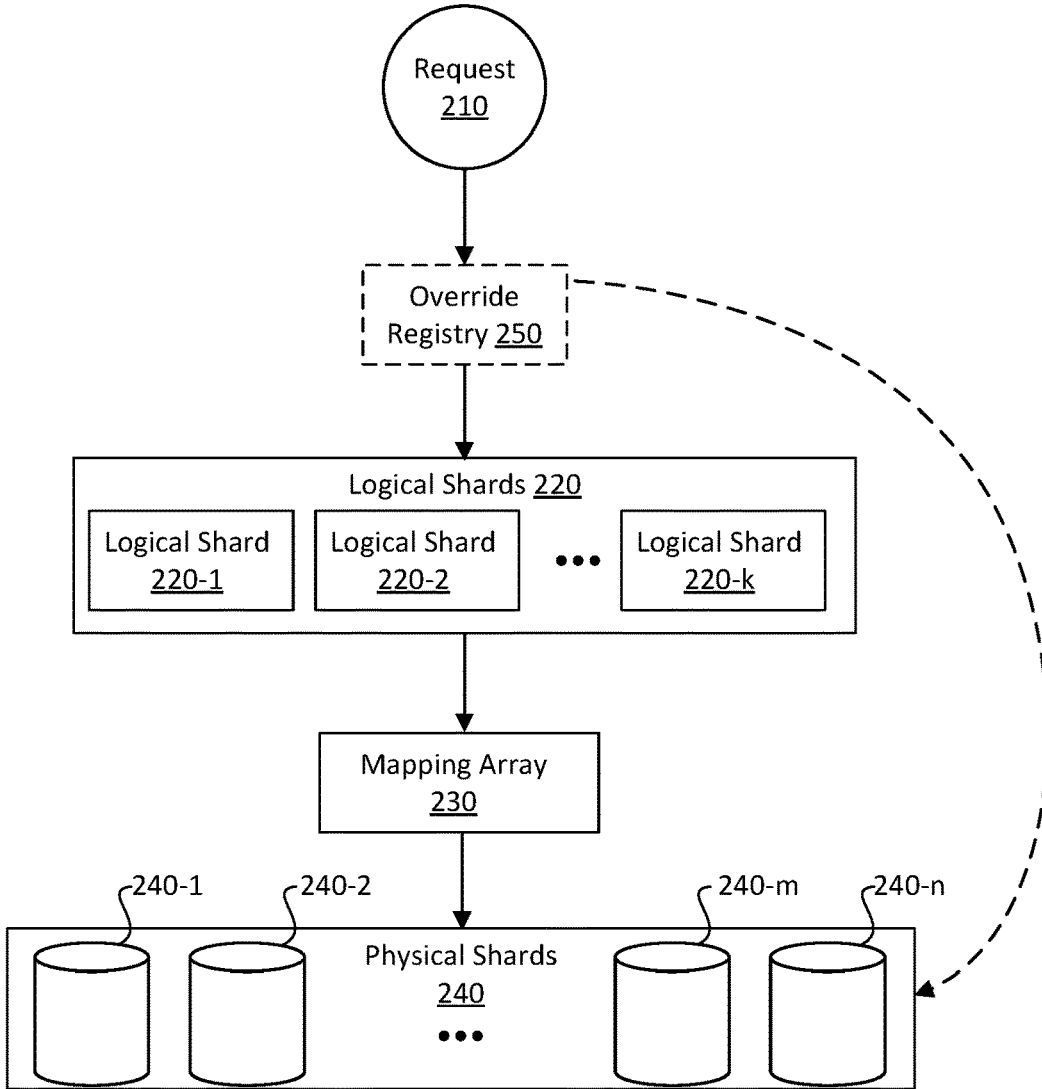 Request
210
Override
Registry 250
Logical Shards 220
Logical Shard
220-1
Logical Shard
220-2
Logical Shard
220-k
Mapping Array
230
240-1
240-2
240-m
240-n
Physical Shards
240